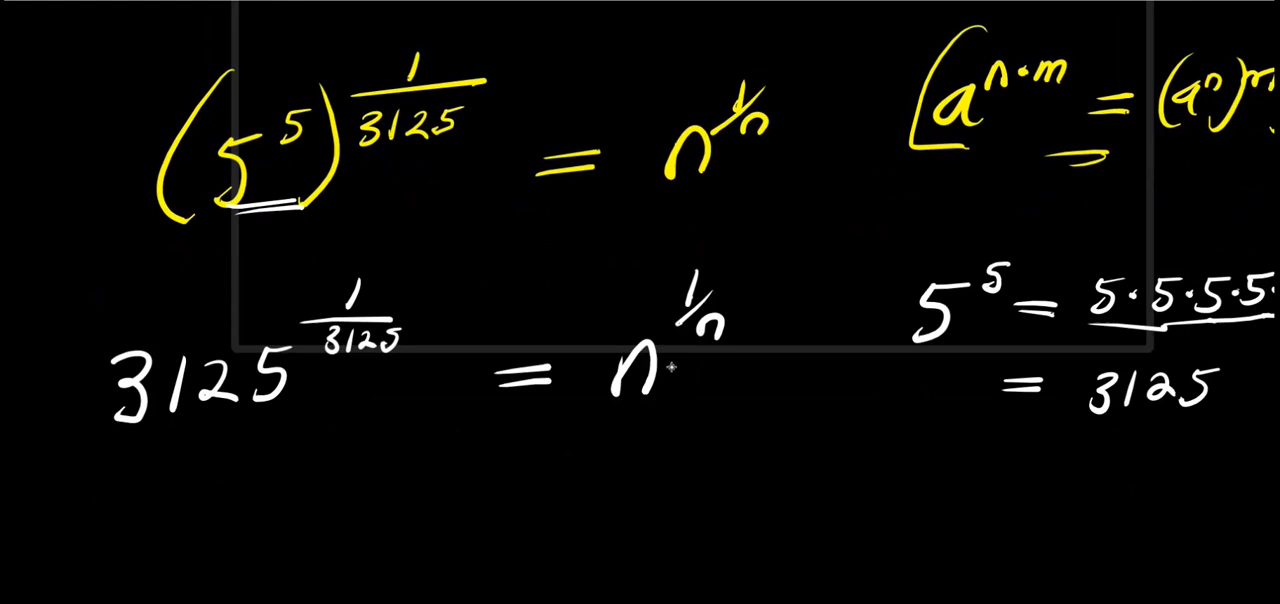 (5^5)^(1/3125) = n^(1/n)
[a^(n·m) = (a^n)^m
3125^(1/3125) = n^(1/n)
5^5 = 5·5·5·5·
= 3125